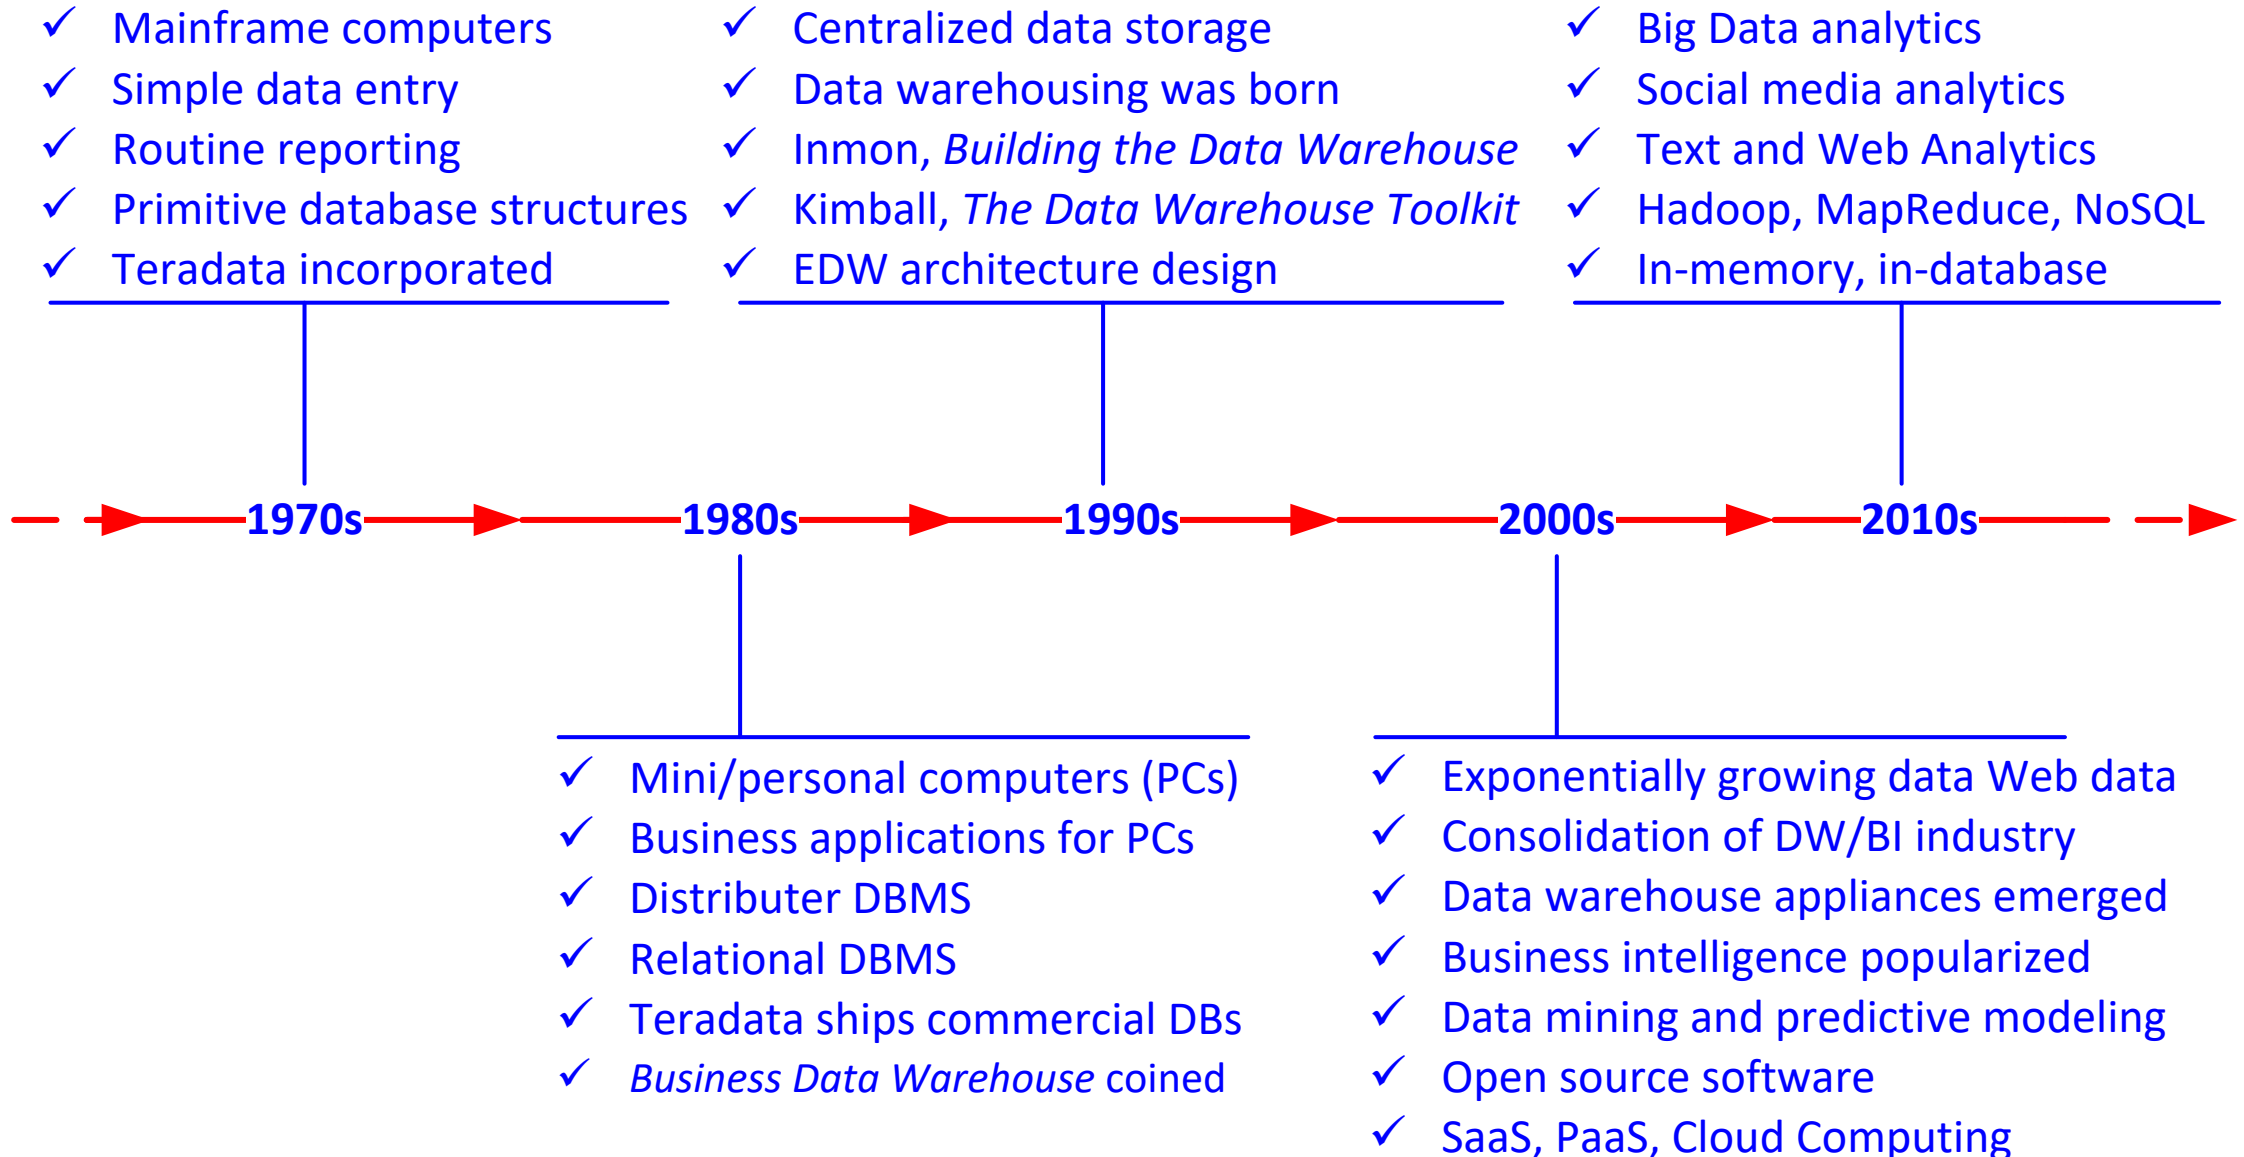 ✓ Mainframe computers
✓ Simple data entry
✓ Routine reporting
✓ Primitive database structures
✓ Teradata incorporated
✓ Centralized data storage
✓ Data warehousing was born
✓ Inmon, Building the Data Warehouse
✓ Kimball, The Data Warehouse Toolkit
✓ EDW architecture design
✓ Big Data analytics
✓ Social media analytics
✓ Text and Web Analytics
✓ Hadoop, MapReduce, NoSQL
✓ In-memory, in-database
1970s 1980s 1990s 2000s 2010s
✓ Mini/personal computers (PCs)
✓ Business applications for PCs
✓ Distributer DBMS
✓ Relational DBMS
✓ Teradata ships commercial DBs
✓ Business Data Warehouse coined
✓ Exponentially growing data Web data
✓ Consolidation of DW/BI industry
✓ Data warehouse appliances emerged
✓ Business intelligence popularized
✓ Data mining and predictive modeling
✓ Open source software
✓ SaaS, PaaS, Cloud Computing